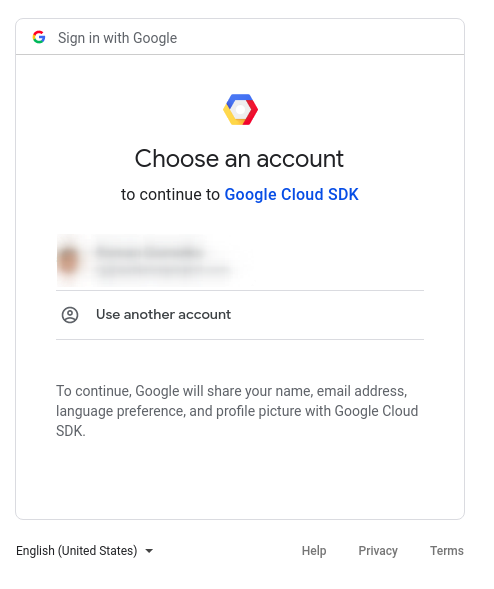 Sign in with Google
Choose an account
to continue to Google Cloud SDK
Use another account
To continue, Google will share your name, email address,
language preference, and profile picture with Google Cloud
SDK.
English (United States)
Help Privacy Terms